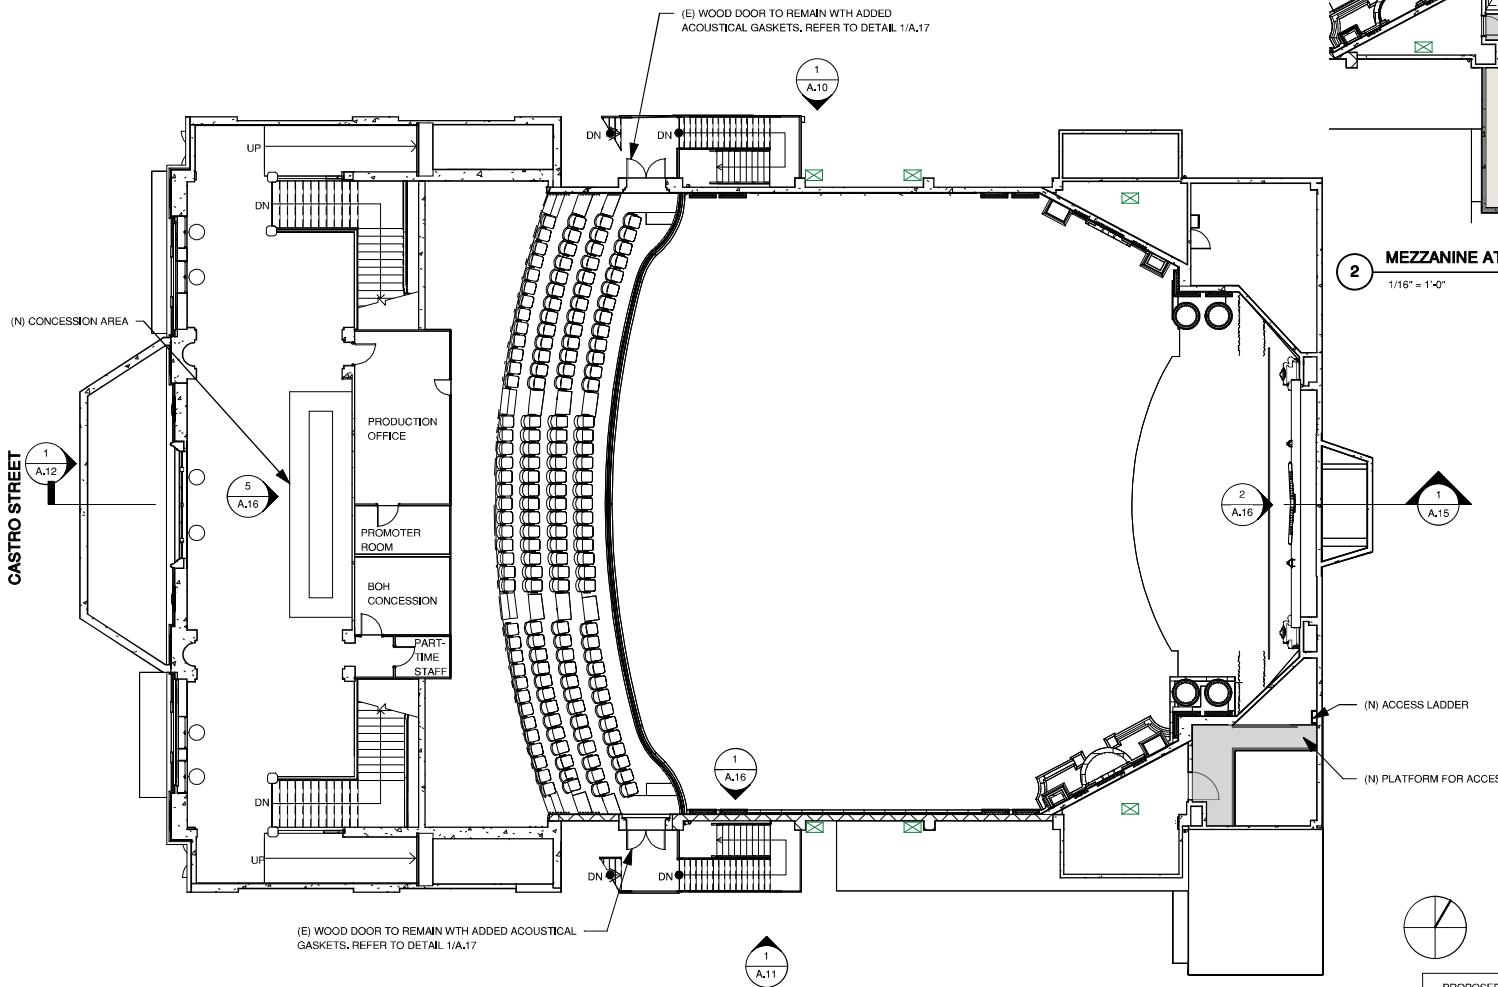 (E) WOOD DOOR TO REMAIN WTH ADDED
ACOUSTICAL GASKETS. REFER TO DETAIL 1/A.17
1
A.10
DN
DN
UP
DN
2
MEZZANINE AT
1/16" = 1'-0"
(N) CONCESSION AREA
PRODUCTION
OFFICE
CASTRO STREET
1
A.12
5
A.16
2
A.16
1
A.15
PROMOTER
ROOM
BOH
CONCESSION
PART-
TIME
STAFF
(N) ACCESS LADDER
1
A.16
(N) PLATFORM FOR ACCES
DN
UP
DN
DN
(E) WOOD DOOR TO REMAIN WTH ADDED ACOUSTICAL
GASKETS. REFER TO DETAIL 1/A.17
1
A.11
PROPOSED